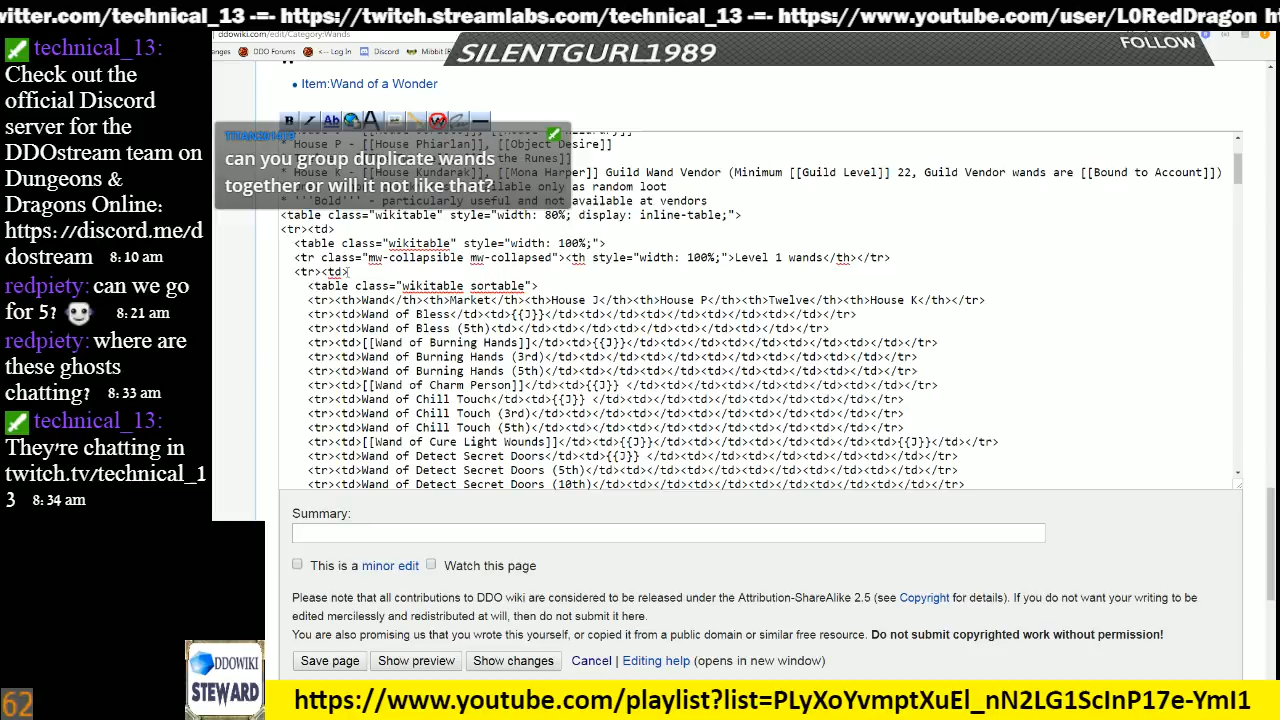 witter.com/technical_13 -=- https://twitch.streamlabs.com/technical_13 -=- https://www.youtube.com/user/L0RedDragon ht
technical_13:
Check out the
official Discord
server for the
DDOstream team on
Dungeons &
Dragons Online:
https://discord.me/d
dostream 8:10 am
redpiety: can we go
for 5? 8:21 am
redpiety: where are
these ghosts
chatting? 8:33 am
technical_13:
They're chatting in
twitch.tv/technical_1
3 8:34 am
ddowiki.com/edit/Category:Wands
SILENTGURL1989
FOLLOW
nges DDO Forums <-- Log In Discord Mibbit
• Item:Wand of a Wonder
B I Ab A W
can you group duplicate wands
together or will it not like that?
* House P - [[House Phiarlan]], [[Object Desire]]
the Runes]]
* House K - [[House Kundarak]], [[Mona Harper]] Guild Wand Vendor (Minimum [[Guild Level]] 22, Guild Vendor wands are [[Bound to Account]])
available only as random loot
* '''Bold''' - particularly useful and not available at vendors
<table class="wikitable" style="width: 80%; display: inline-table;">
<tr><td>
<table class="wikitable" style="width: 100%;">
<tr class="mw-collapsible mw-collapsed"><th style="width: 100%;">Level 1 wands</th></tr>
<tr><td>
<table class="wikitable sortable">
<tr><th>Wand</th><th>Market</th><th>House J</th><th>House P</th><th>Twelve</th><th>House K</th></tr>
<tr><td>Wand of Bless</td><td>{{J}}</td><td></td><td></td><td></td><td></td></tr>
<tr><td>Wand of Bless (5th)<td></td><td></td><td></td><td></td><td></td></tr>
<tr><td>[[Wand of Burning Hands]]</td><td>{{J}}</td><td></td><td></td><td></td><td></td></tr>
<tr><td>Wand of Burning Hands (3rd)</td><td></td><td></td><td></td><td></td><td></td></tr>
<tr><td>Wand of Burning Hands (5th)</td><td></td><td></td><td></td><td></td><td></td></tr>
<tr><td>[[Wand of Charm Person]]</td><td>{{J}} </td><td></td><td></td><td></td><td></td></tr>
<tr><td>Wand of Chill Touch</td><td>{{J}} </td><td></td><td></td><td></td><td></td></tr>
<tr><td>Wand of Chill Touch (3rd)</td><td></td><td></td><td></td><td></td><td></td></tr>
<tr><td>Wand of Chill Touch (5th)</td><td></td><td></td><td></td><td></td><td></td></tr>
<tr><td>[[Wand of Cure Light Wounds]]</td><td>{{J}}</td><td></td><td></td><td></td><td>{{J}}</td></tr>
<tr><td>Wand of Detect Secret Doors</td><td>{{J}} </td><td></td><td></td><td></td><td></td></tr>
<tr><td>Wand of Detect Secret Doors (5th)</td><td></td><td></td><td></td><td></td><td></td></tr>
<tr><td>Wand of Detect Secret Doors (10th)</td><td></td><td></td><td></td><td></td><td></td></tr>
Summary:
This is a minor edit Watch this page
Please note that all contributions to DDO wiki are considered to be released under the Attribution-ShareAlike 2.5 (see Copyright for details). If you do not want your writing to be
edited mercilessly and redistributed at will, then do not submit it here.
You are also promising us that you wrote this yourself, or copied it from a public domain or similar free resource. Do not submit copyrighted work without permission!
Save page Show preview Show changes Cancel | Editing help (opens in new window)
DDOWIKI
STEWARD
62
https://www.youtube.com/playlist?list=PLyXoYvmptXuEl_nN2LG1ScInP17e-YmI1